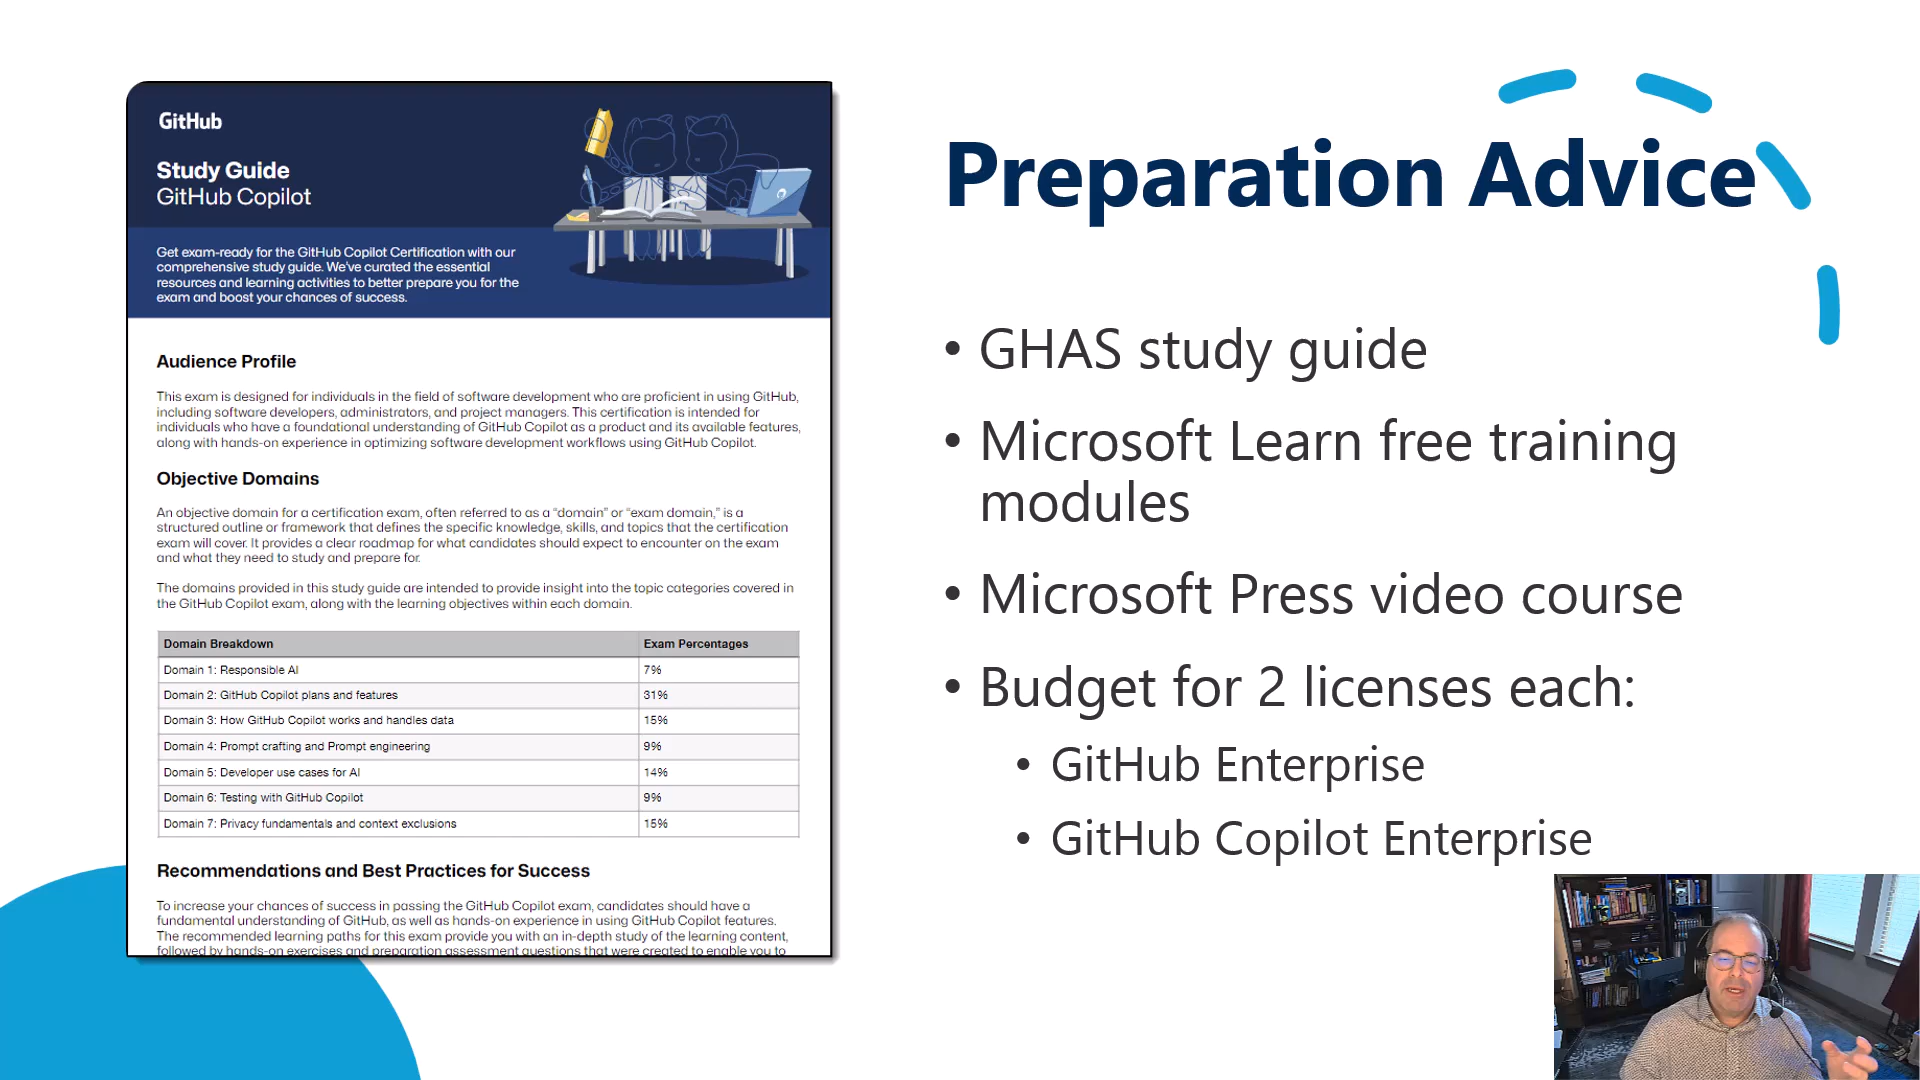 GitHub
Study Guide
GitHub Copilot
Get exam-ready for the GitHub Copilot Certification with our
comprehensive study guide. We've curated the essential
resources and learning activities to better prepare you for the
exam and boost your chances of success.
Audience Profile
This exam is designed for individuals in the field of software development who are proficient in using GitHub,
including software developers, administrators, and project managers. This certification is intended for
individuals who have a foundational understanding of GitHub Copilot as a product and its available features,
along with hands-on experience in optimizing software development workflows using GitHub Copilot.
Objective Domains
An objective domain for a certification exam, often referred to as a “domain” or “exam domain,” is a
structured outline or framework that defines the specific knowledge, skills, and topics that the certification
exam will cover. It provides a clear roadmap for what candidates should expect to encounter on the exam
and what they need to study and prepare for.
The domains provided in this study guide are intended to provide insight into the topic categories covered in
the GitHub Copilot exam, along with the learning objectives within each domain.
Domain Breakdown Exam Percentages
Domain 1: Responsible AI 7%
Domain 2: GitHub Copilot plans and features 31%
Domain 3: How GitHub Copilot works and handles data 15%
Domain 4: Prompt crafting and Prompt engineering 9%
Domain 5: Developer use cases for AI 14%
Domain 6: Testing with GitHub Copilot 9%
Domain 7: Privacy fundamentals and context exclusions 15%
Recommendations and Best Practices for Success
To increase your chances of success in passing the GitHub Copilot exam, candidates should have a
fundamental understanding of GitHub, as well as hands-on experience in using GitHub Copilot features.
The recommended learning paths for this exam provide you with an in-depth study of the learning content,
followed by hands-on exercises and preparation assessment questions that were created to enable you to
Preparation Advice
• GHAS study guide
• Microsoft Learn free training
modules
• Microsoft Press video course
• Budget for 2 licenses each:
• GitHub Enterprise
• GitHub Copilot Enterprise